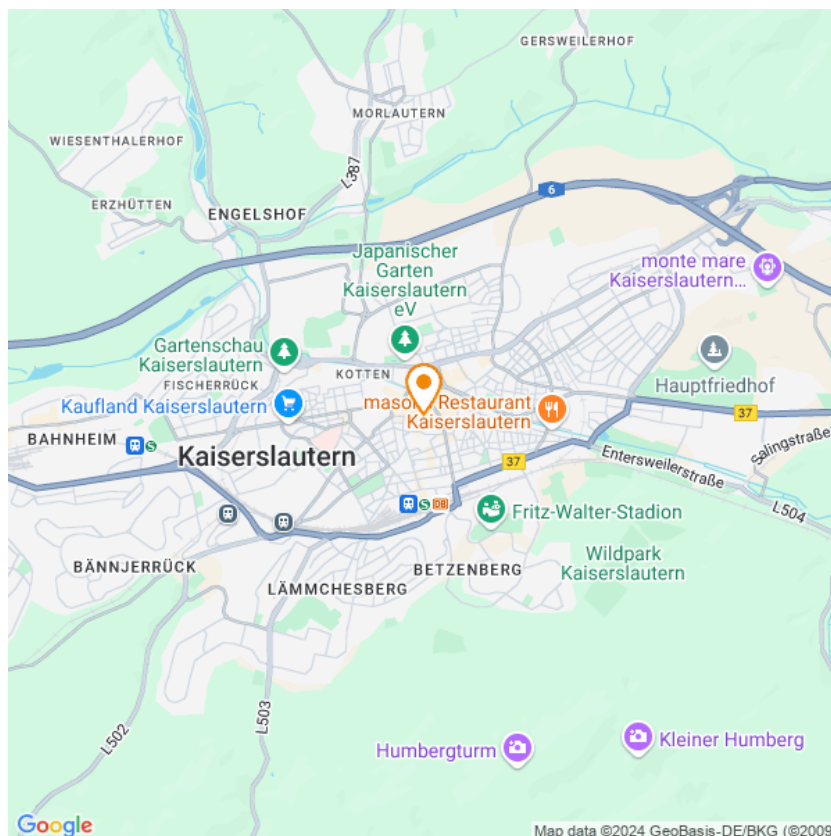 GERSWEILERHOF
MORLAUTERN
WIESENTHALERHOF
L387
6
ERZHÜTTEN
ENGELSHOF
Japanischer
Garten
Kaiserslautern
eV
monte mare
Kaiserslautern...
Gartenschau
Kaiserslautern
FISCHERRÜCK
KOTTEN
Hauptfriedhof
Kaufland Kaiserslautern
Restaurant
Kaiserslautern
37
BAHNHEIM
S
Kaiserslautern
37
Entersweilerstraße
Salingstraße
S
DB
Fritz-Walter-Stadion
L504
BÄNNJERRÜCK
BETZENBERG
Wildpark
Kaiserslautern
LÄMMCHESBERG
L502
L503
Humbergturm
Kleiner Humberg
Google
Map data ©2024 GeoBasis-DE/BKG (©2009